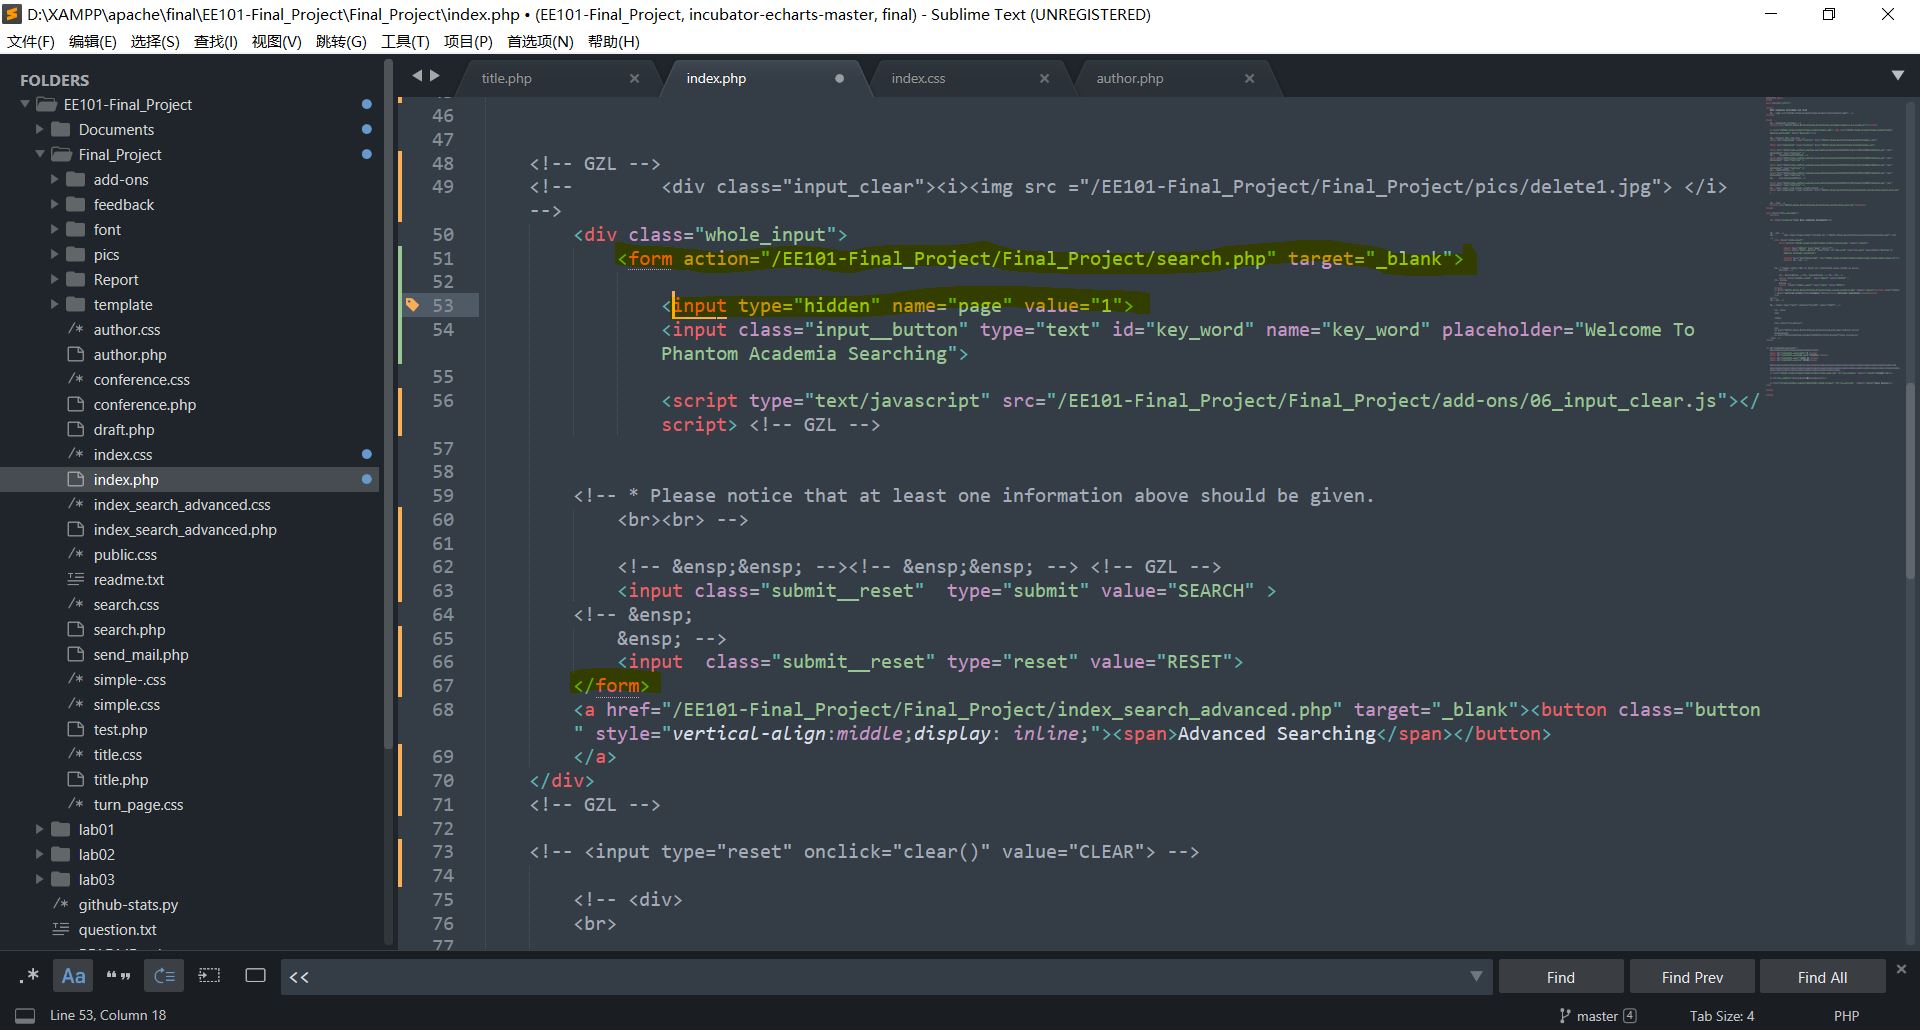 D:\XAMPP\apache\final\EE101-Final_Project\Final_Project\index.php • (EE101-Final_Project, incubator-echarts-master, final) - Sublime Text (UNREGISTERED)
文件(F) 编辑(E) 选择(S) 查找(I) 视图(V) 跳转(G) 工具(T) 项目(P) 首选项(N) 帮助(H)
FOLDERS
EE101-Final_Project
Documents
Final_Project
add-ons
feedback
font
pics
Report
template
/* author.css
author.php
/* conference.css
conference.php
draft.php
/* index.css
index.php
/* index_search_advanced.css
index_search_advanced.php
/* public.css
readme.txt
/* search.css
search.php
send_mail.php
/* simple-.css
/* simple.css
test.php
/* title.css
title.php
/* turn_page.css
lab01
lab02
lab03
/* github-stats.py
question.txt
title.php
index.php
index.css
author.php
46
47
48 <!-- GZL -->
49 <!-- <div class="input_clear"><i><img src ="/EE101-Final_Project/Final_Project/pics/delete1.jpg"> </i>
-->
50 <div class="whole_input">
51 <form action="/EE101-Final_Project/Final_Project/search.php" target="_blank">
52
53 <input type="hidden" name="page" value="1">
54 <input class="input__button" type="text" id="key_word" name="key_word" placeholder="Welcome To
Phantom Academia Searching">
55
56 <script type="text/javascript" src="/EE101-Final_Project/Final_Project/add-ons/06_input_clear.js"></
script> <!-- GZL -->
57
58
59 <!-- * Please notice that at least one information above should be given.
60 <br><br> -->
61
62 <!-- &ensp;&ensp; --><!-- &ensp;&ensp; --> <!-- GZL -->
63 <input class="submit__reset" type="submit" value="SEARCH" >
64 <!-- &ensp;
65 &ensp; -->
66 <input class="submit__reset" type="reset" value="RESET">
67 </form>
68 <a href="/EE101-Final_Project/Final_Project/index_search_advanced.php" target="_blank"><button class="button
" style="vertical-align:middle;display: inline;"><span>Advanced Searching</span></button>
69 </a>
70 </div>
71 <!-- GZL -->
72
73 <!-- <input type="reset" onclick="clear()" value="CLEAR"> -->
74
75 <!-- <div>
76 <br>
77
.* Aa “” <<
Find
Find Prev
Find All
Line 53, Column 18
master 4
Tab Size: 4
PHP